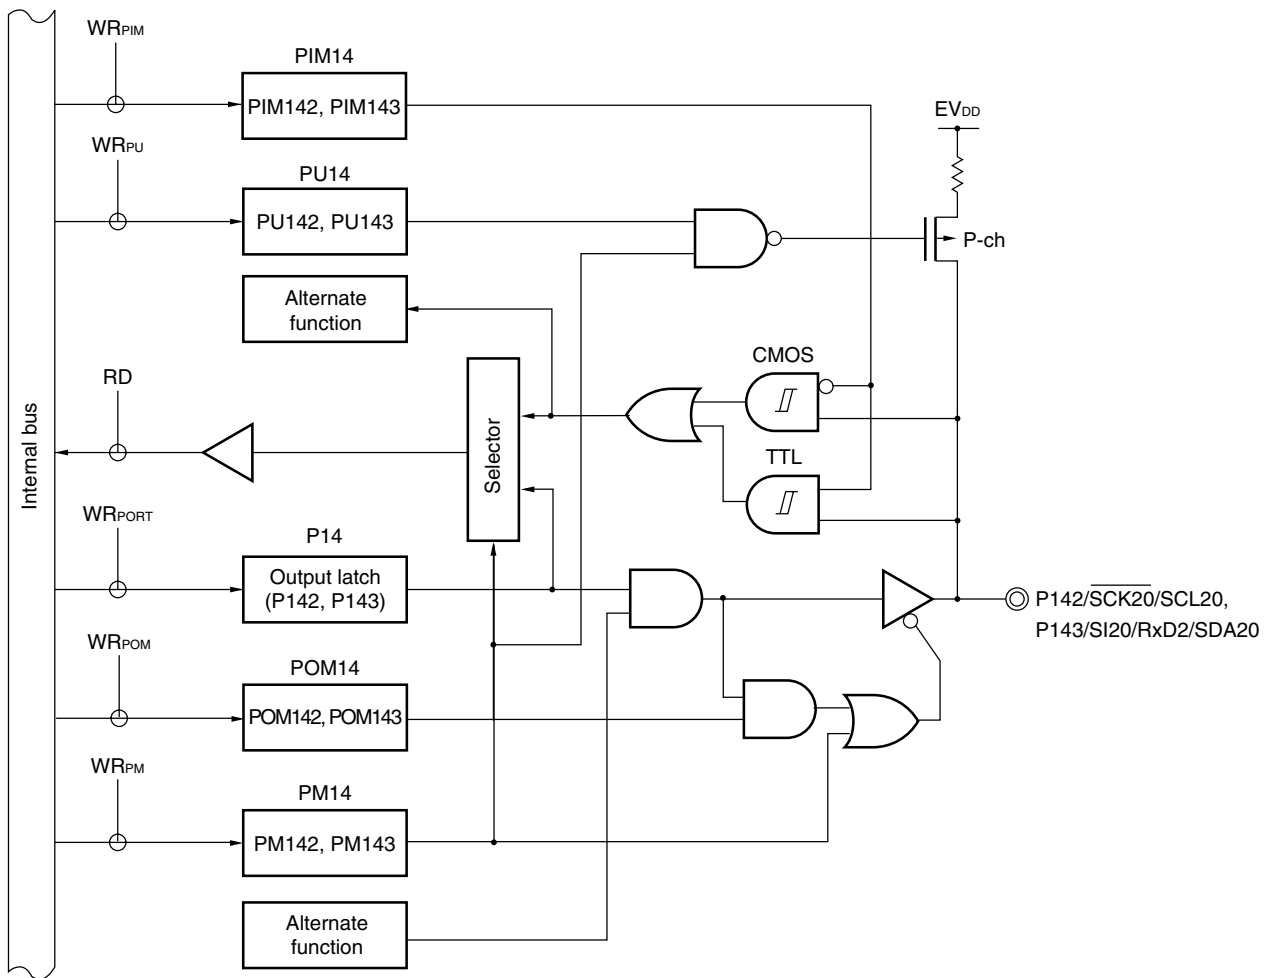 WRPIM
PIM14
PIM142, PIM143
EVDD
WRPU
PU14
PU142, PU143
P-ch
Alternate
function
CMOS
RD
Internal bus
Selector
TTL
WRPORT
P14
Output latch
(P142, P143)
P142/SCK20/SCL20,
P143/SI20/RxD2/SDA20
WRPOM
POM14
POM142, POM143
WRPM
PM14
PM142, PM143
Alternate
function